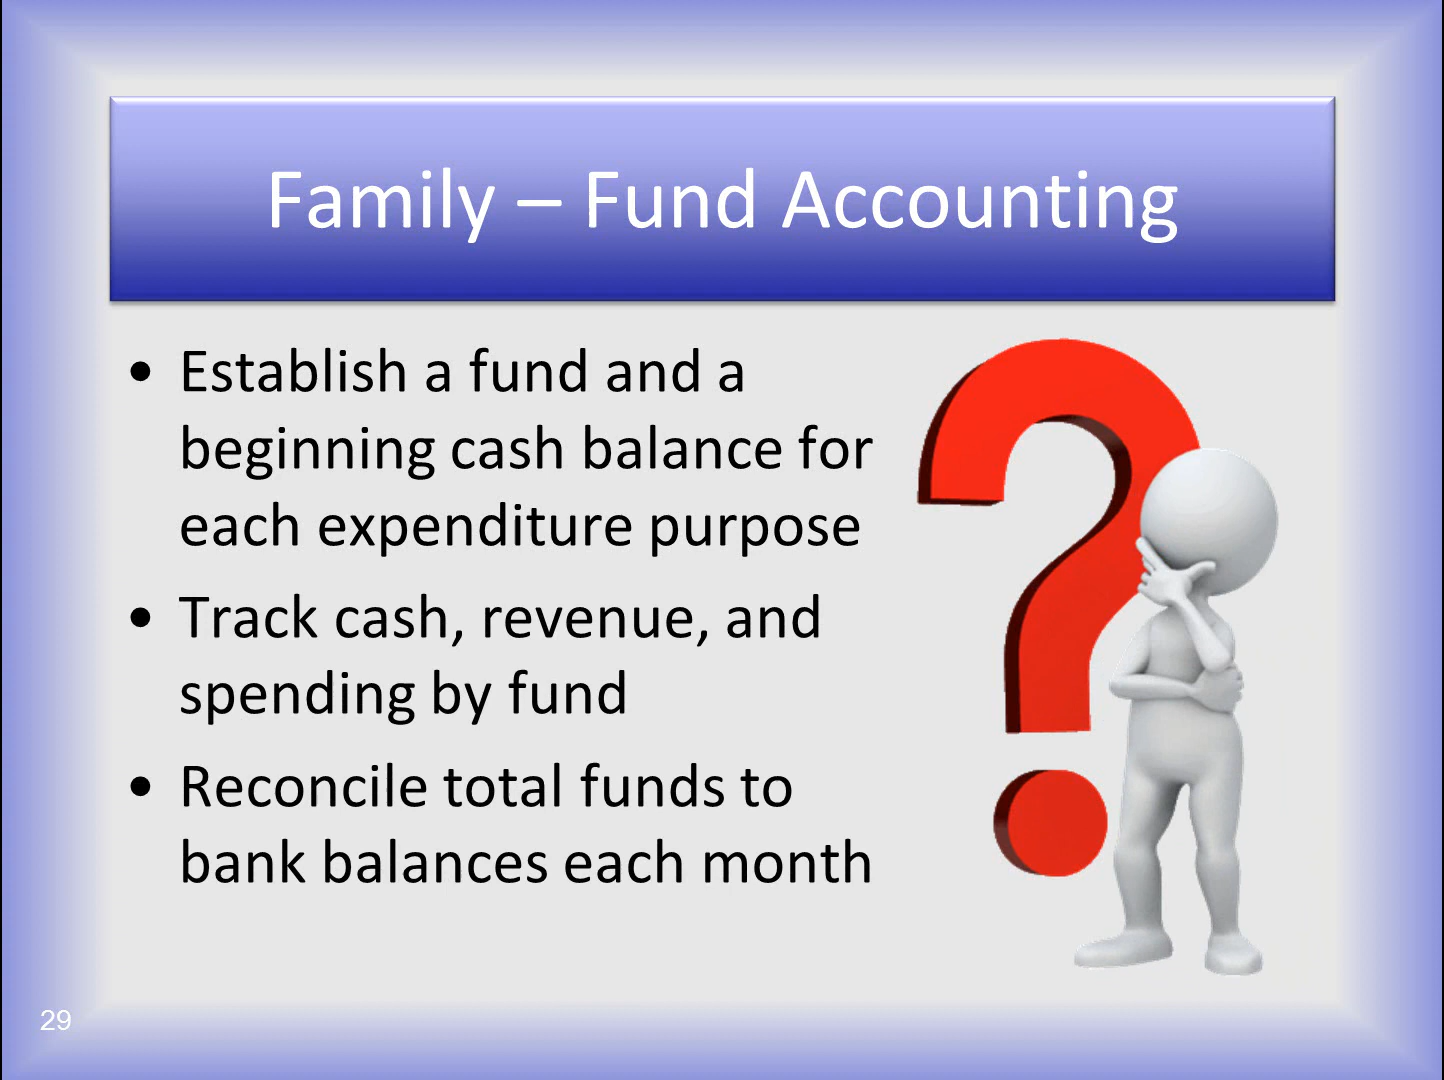 Family – Fund Accounting
• Establish a fund and a
beginning cash balance for
each expenditure purpose
• Track cash, revenue, and
spending by fund
• Reconcile total funds to
bank balances each month
29